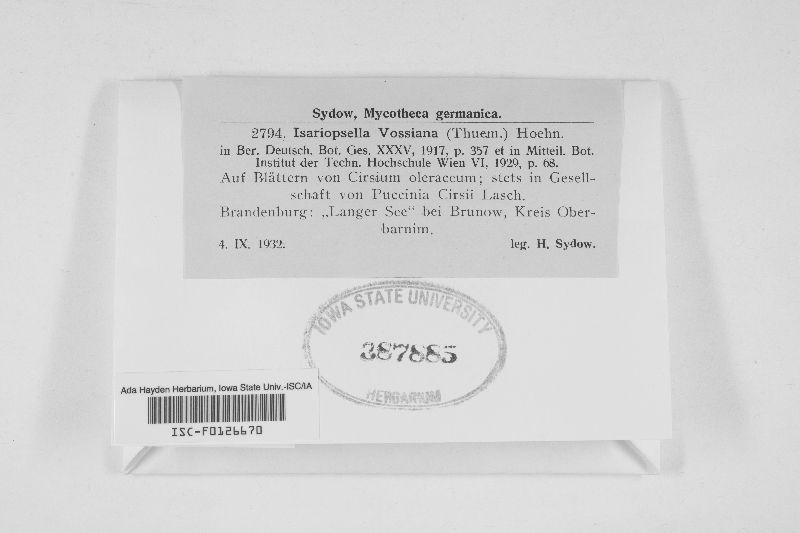 Sydow, Mycotheca germanica.
2794. Isariopsella Vossiana (Thuem.) Hoehn.
in Ber. Deutsch. Bot. Ges. XXXV, 1917, p. 357 et in Mitteil. Bot.
Institut der Techn. Hochschule Wien VI, 1929, p. 68.
Auf Blättern von Cirsium oleraceum; stets in Gesell-
schaft von Puccinia Cirsii Lasch.
Brandenburg: „Langer See“ bei Brunow, Kreis Ober-
barnim.
4. IX. 1932. leg. H. Sydow.
IOWA STATE UNIVERSITY
387885
HERBARIUM
Ada Hayden Herbarium, Iowa State Univ.-ISC/IA
ISC-F0126670